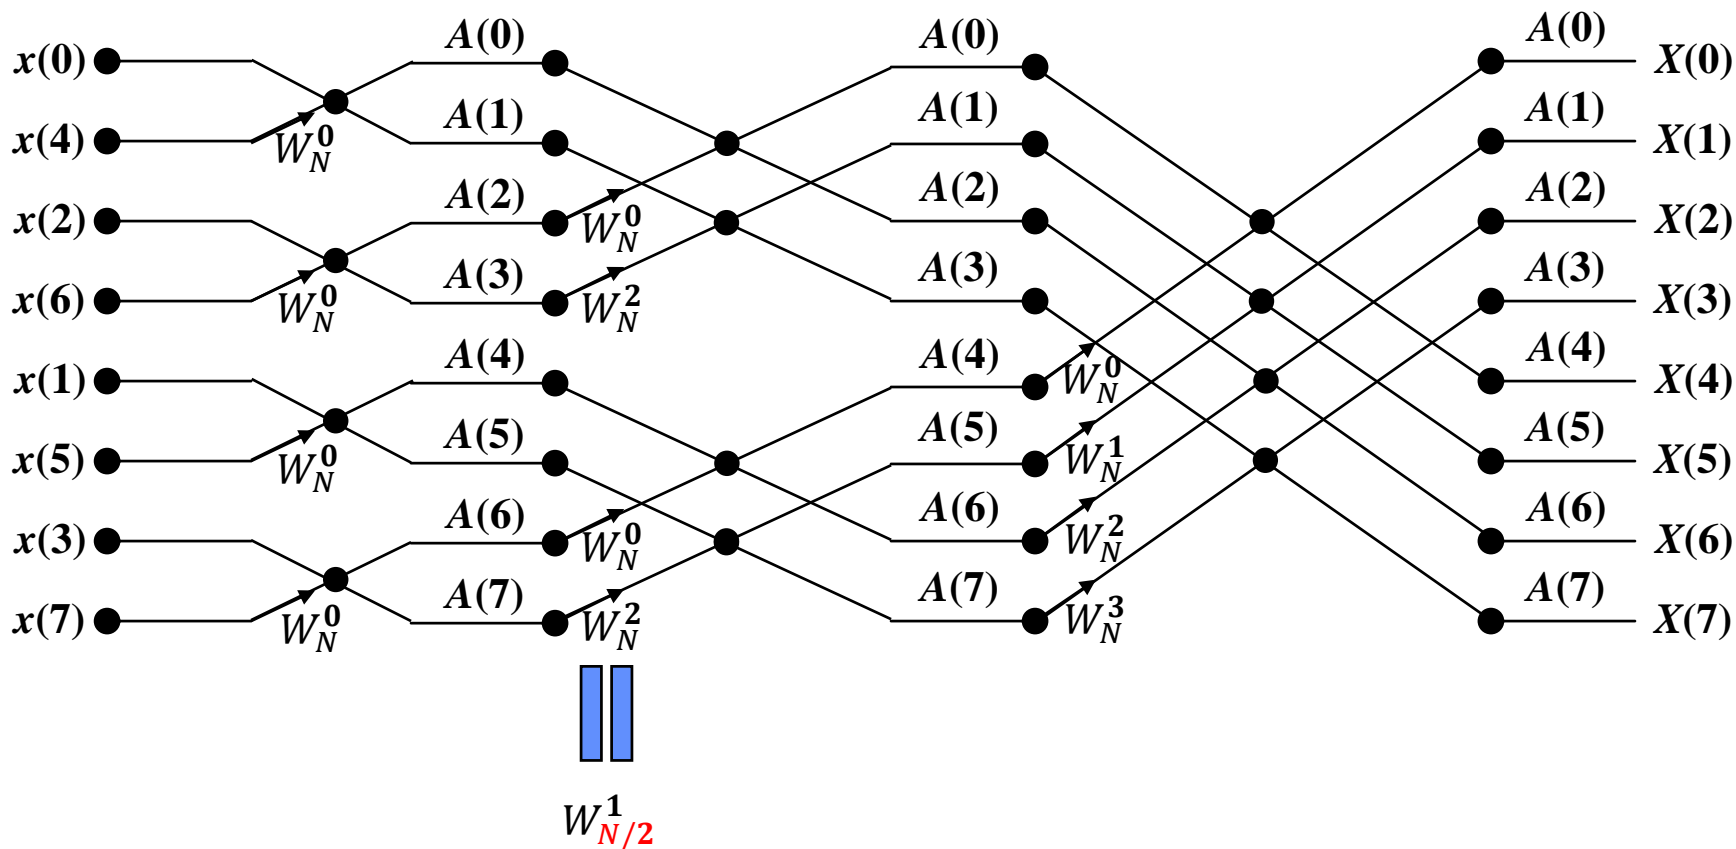 x(0) A(0) A(0) A(0) X(0)
x(4) W_N^0 A(1) A(1) A(1) X(1)
x(2) A(2) W_N^0 A(2) A(2) X(2)
x(6) W_N^0 A(3) W_N^2 A(3) A(3) X(3)
x(1) A(4) A(4) W_N^0 A(4) X(4)
x(5) W_N^0 A(5) A(5) W_N^1 A(5) X(5)
x(3) A(6) W_N^0 A(6) W_N^2 A(6) X(6)
x(7) W_N^0 A(7) W_N^2 A(7) W_N^3 A(7) X(7)
W_{N/2}^1